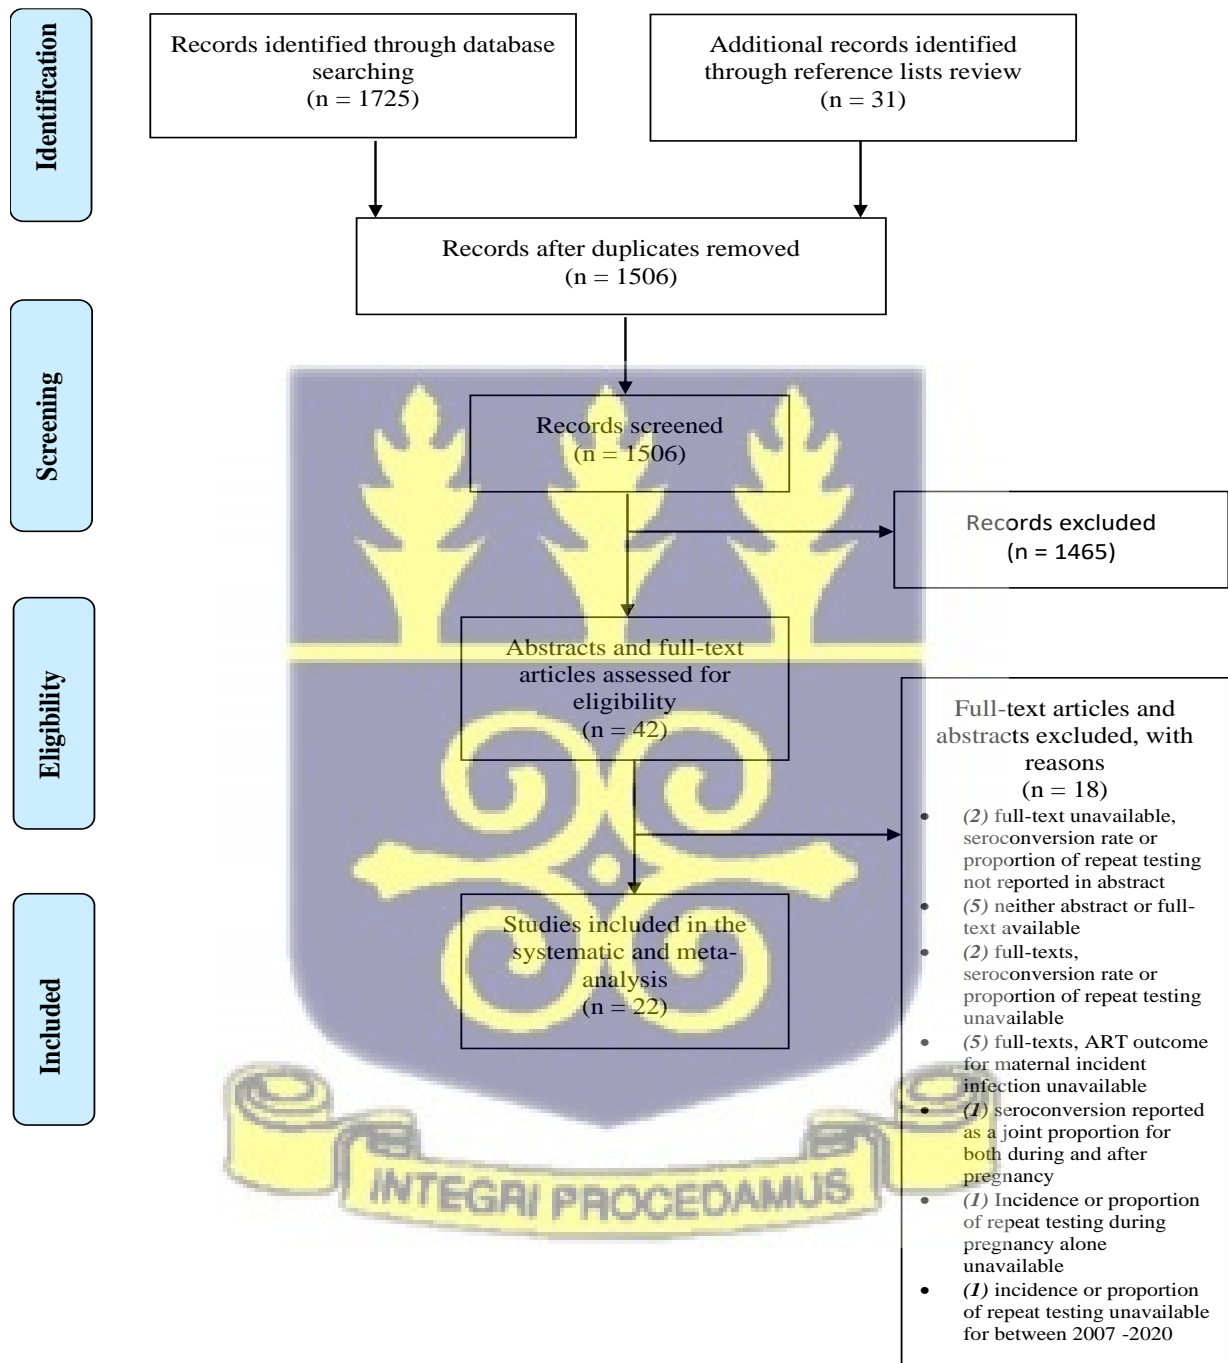 Identification
Records identified through database
searching
(n = 1725)
Additional records identified
through reference lists review
(n = 31)
Records after duplicates removed
(n = 1506)
Screening
Records screened
(n = 1506)
Records excluded
(n = 1465)
Eligibility
Abstracts and full-text
articles assessed for
eligibility
(n = 42)
Full-text articles and
abstracts excluded, with
reasons
(n = 18)
• (2) full-text unavailable,
seroconversion rate or
proportion of repeat testing
not reported in abstract
• (5) neither abstract or full-
text available
• (2) full-texts,
seroconversion rate or
proportion of repeat testing
unavailable
• (5) full-texts, ART outcome
for maternal incident
infection unavailable
• (1) seroconversion reported
as a joint proportion for
both during and after
pregnancy
• (1) Incidence or proportion
of repeat testing during
pregnancy alone
unavailable
• (1) incidence or proportion
of repeat testing unavailable
for between 2007 -2020
Included
Studies included in the
systematic and meta-
analysis
(n = 22)
INTEGRI PROCEDAMUS